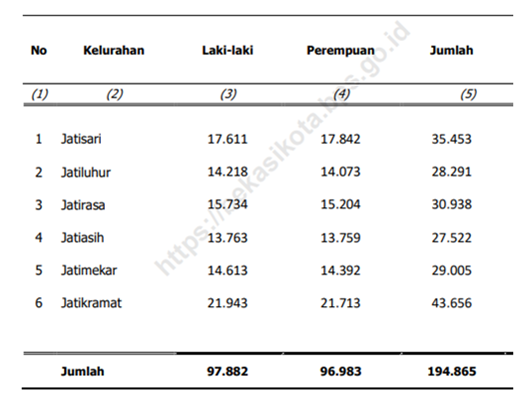 No Kelurahan Laki-laki Perempuan Jumlah
(1) (2) (3) (4) (5)
1 Jatisari 17.611 17.842 35.453
2 Jatiluhur 14.218 14.073 28.291
3 Jatirasa 15.734 15.204 30.938
4 Jatiasih 13.763 13.759 27.522
5 Jatimekar 14.613 14.392 29.005
6 Jatikramat 21.943 21.713 43.656
Jumlah 97.882 96.983 194.865
https://bekasikota.bps.go.id